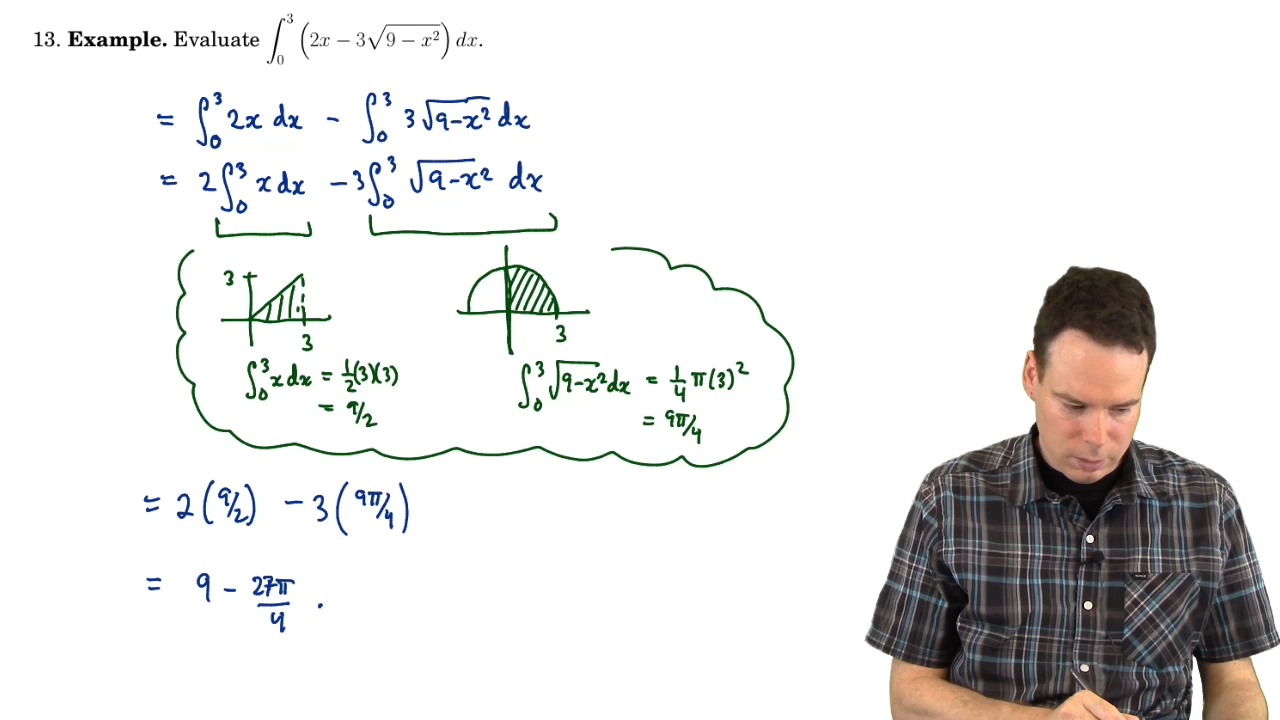 13. Example. Evaluate ∫₀³ (2x − 3√(9 − x²)) dx.
= ∫₀³ 2x dx − ∫₀³ 3√(9−x²) dx
= 2∫₀³ x dx − 3∫₀³ √(9−x²) dx
3
3
3
∫₀³ x dx = ½(3)(3)
= 9/2
∫₀³ √(9−x²) dx = ¼ π(3)²
= 9π/4
= 2(9/2) − 3(9π/4)
= 9 − 27π/4 .